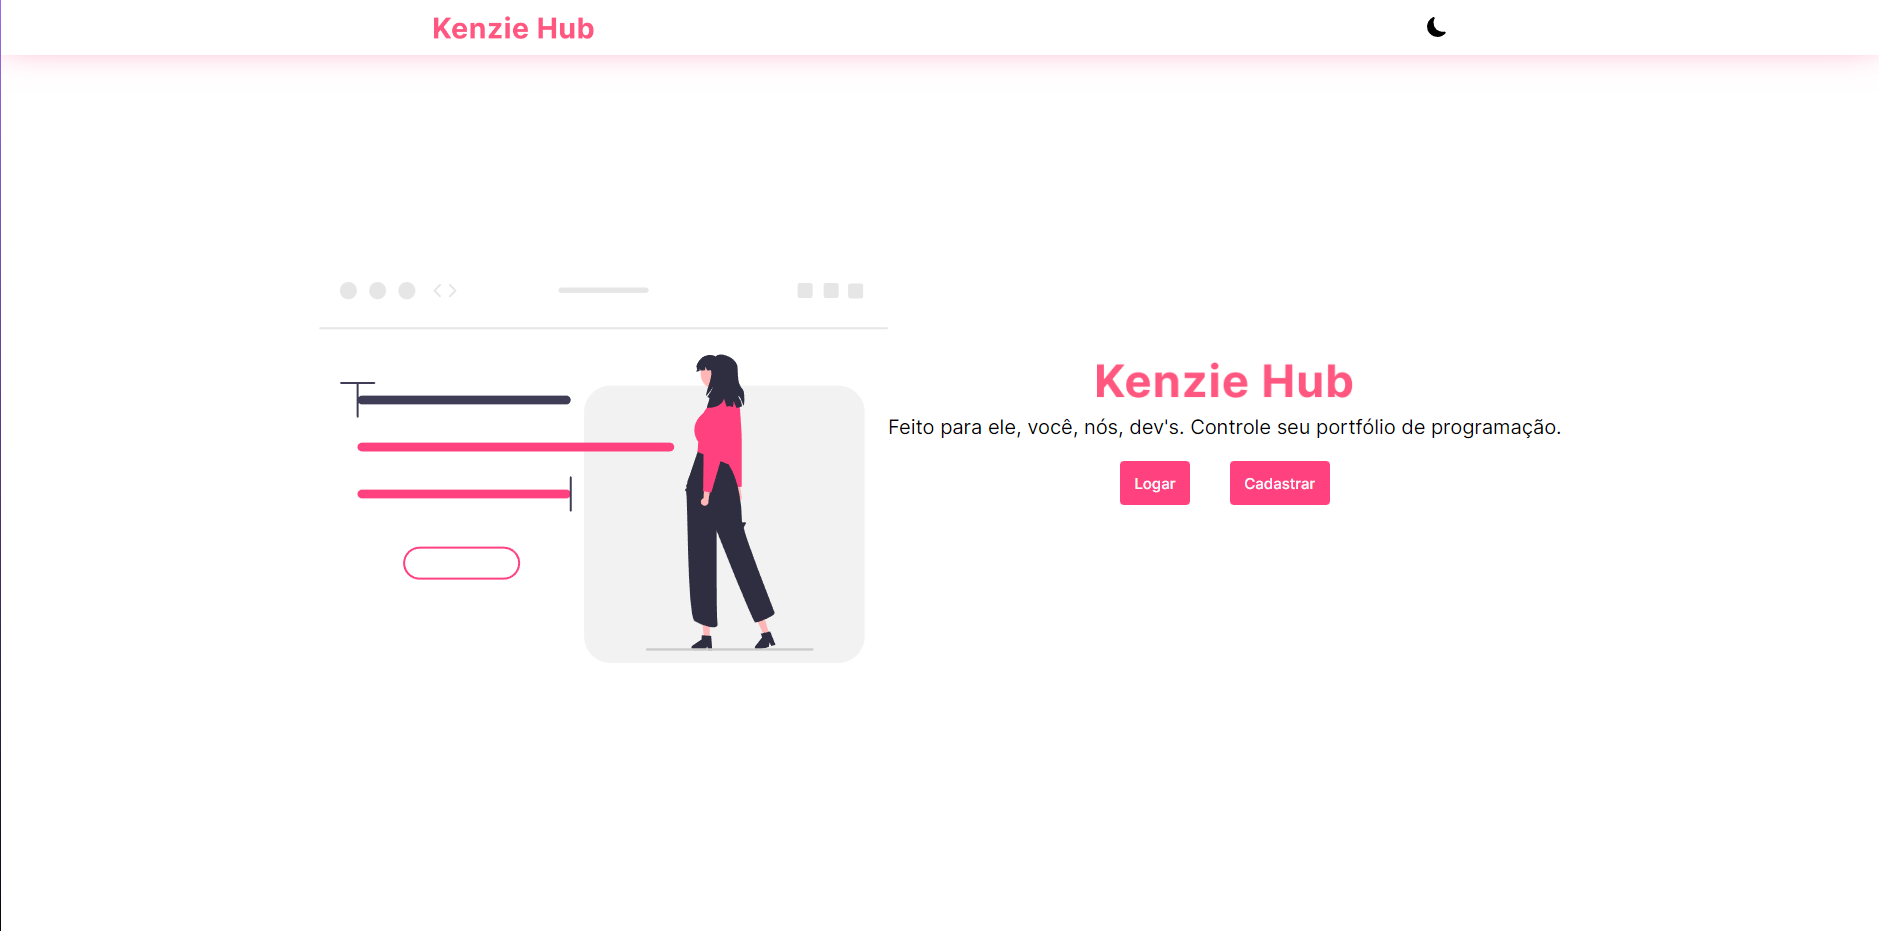 Kenzie Hub
Kenzie Hub
Feito para ele, você, nós, dev's. Controle seu portfólio de programação.
Logar
Cadastrar